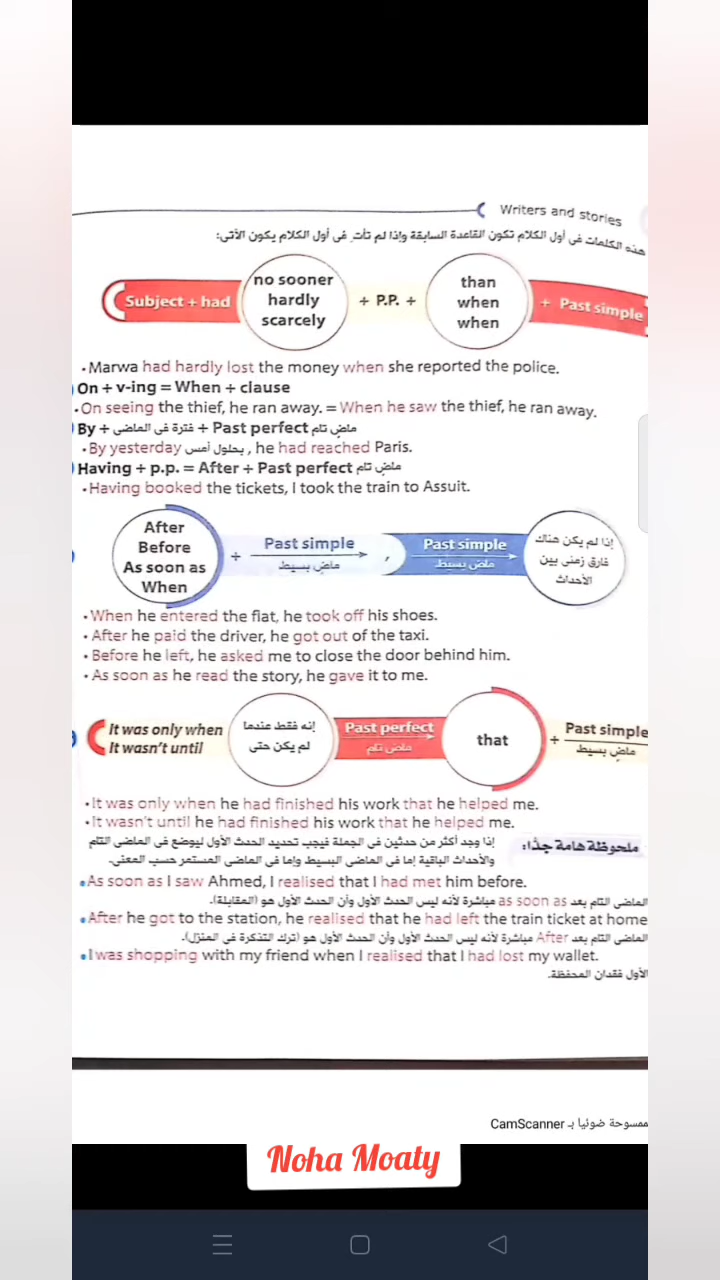 Writers and stories
هذه الكلمات فى أول الكلام تكون القاعدة السابقة وإذا لم تأت فى أول الكلام يكون الآتى:
Subject + had
no sooner
hardly
scarcely
+ P.P. +
than
when
when
+ Past simple
• Marwa had hardly lost the money when she reported the police.
On + v-ing = When + clause
• On seeing the thief, he ran away. = When he saw the thief, he ran away.
By + فترة فى الماضى + Past perfect ماضٍ تام
• By yesterday بحلول أمس, he had reached Paris.
Having + p.p. = After + Past perfect ماضٍ تام
• Having booked the tickets, I took the train to Assuit.
After
Before
As soon as
When
+
Past simple
ماضٍ بسيط
,
Past simple
ماضٍ بسيط
إذا لم يكن هناك
فارق زمنى بين
الأحداث
• When he entered the flat, he took off his shoes.
• After he paid the driver, he got out of the taxi.
• Before he left, he asked me to close the door behind him.
• As soon as he read the story, he gave it to me.
It was only when
It wasn't until
إنه فقط عندما
لم يكن حتى
Past perfect
ماضٍ تام
that
+
Past simple
ماضٍ بسيط
• It was only when he had finished his work that he helped me.
• It wasn't until he had finished his work that he helped me.
ملحوظة هامة جدًا: إذا وجد أكثر من حدثين فى الجملة فيجب تحديد الحدث الأول ليوضع فى الماضى التام
والأحداث الباقية إما فى الماضى البسيط وإما فى الماضى المستمر حسب المعنى.
• As soon as I saw Ahmed, I realised that I had met him before.
الماضى التام بعد as soon as مباشرة لأنه ليس الحدث الأول وأن الحدث الأول هو (المقابلة).
• After he got to the station, he realised that he had left the train ticket at home
الماضى التام بعد After مباشرة لأنه ليس الحدث الأول وأن الحدث الأول هو (ترك التذكرة فى المنزل).
• I was shopping with my friend when I realised that I had lost my wallet.
الأول فقدان المحفظة.
ممسوحة ضوئيا بـ CamScanner
Noha Moaty